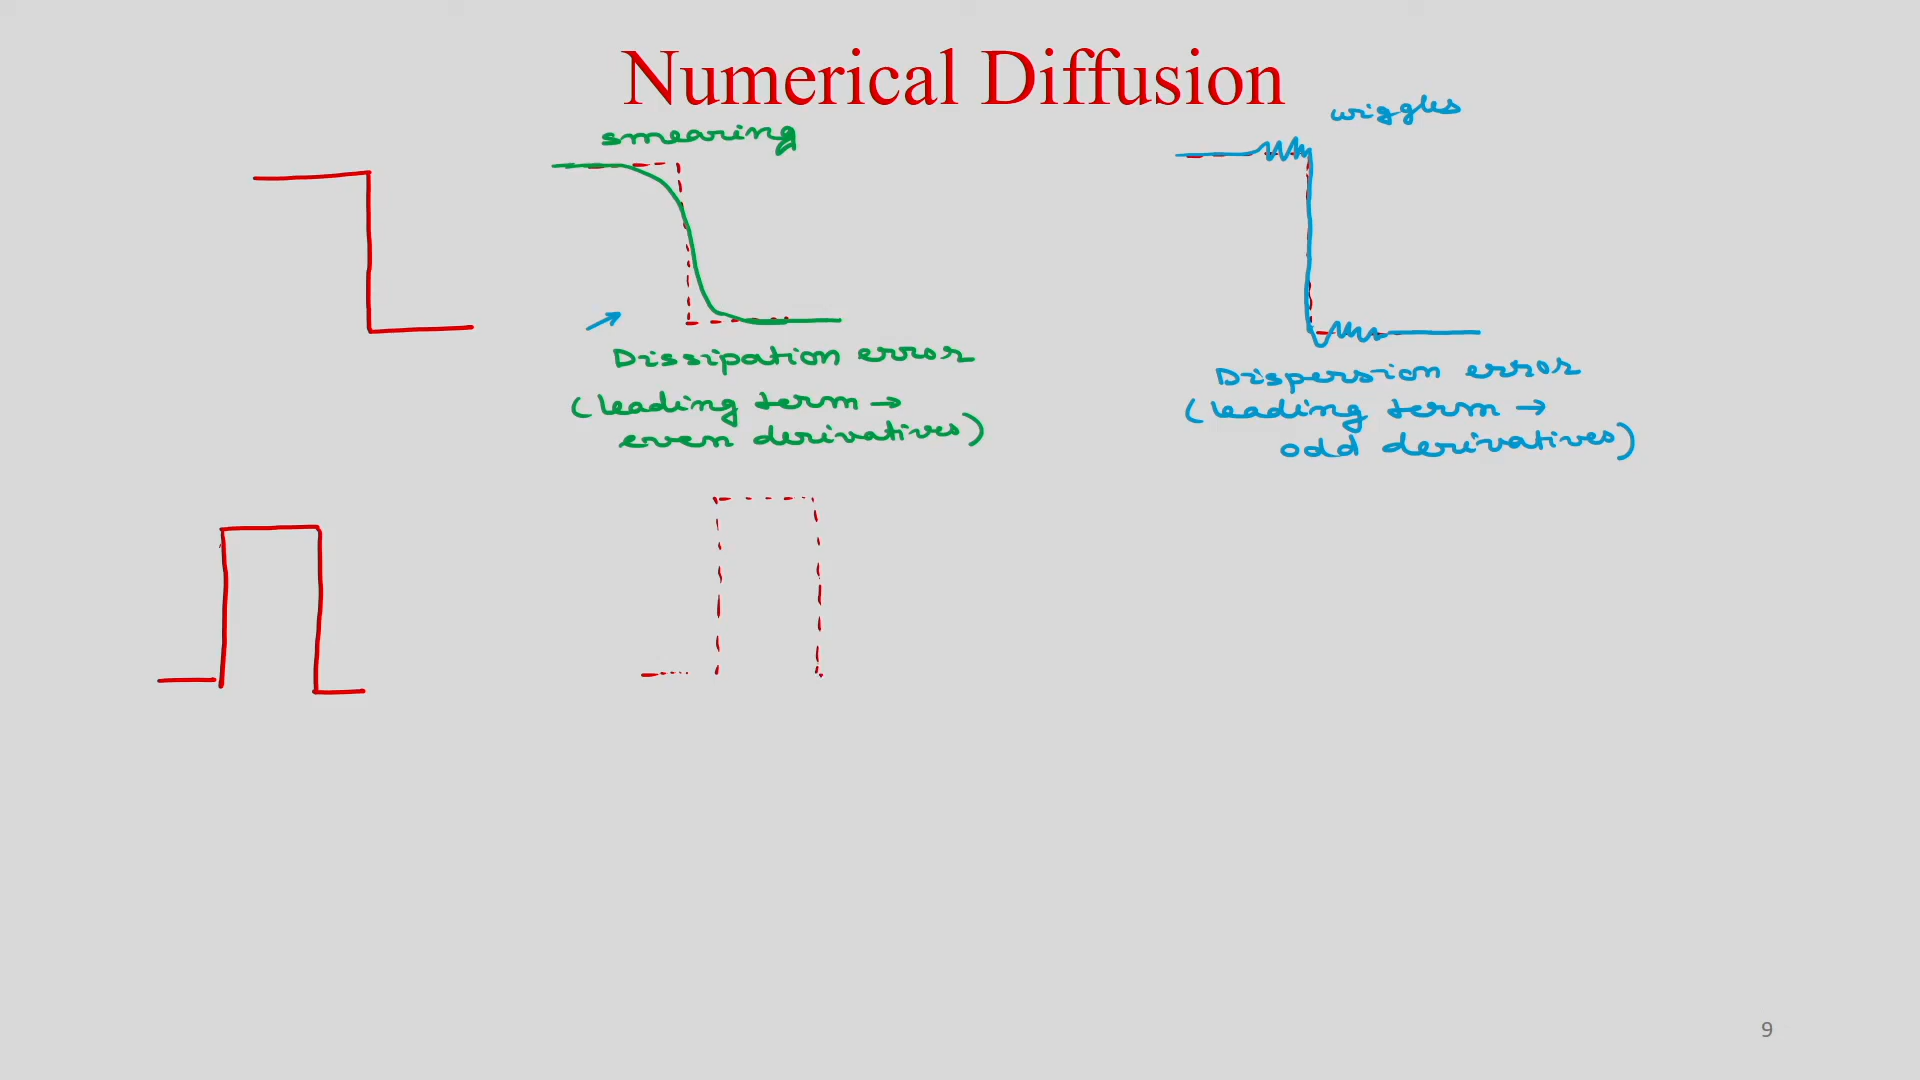 Numerical Diffusion
smearing
wiggles
Dissipation error
(leading term →
even derivatives)
Dispersion error
(leading term →
odd derivatives)
9